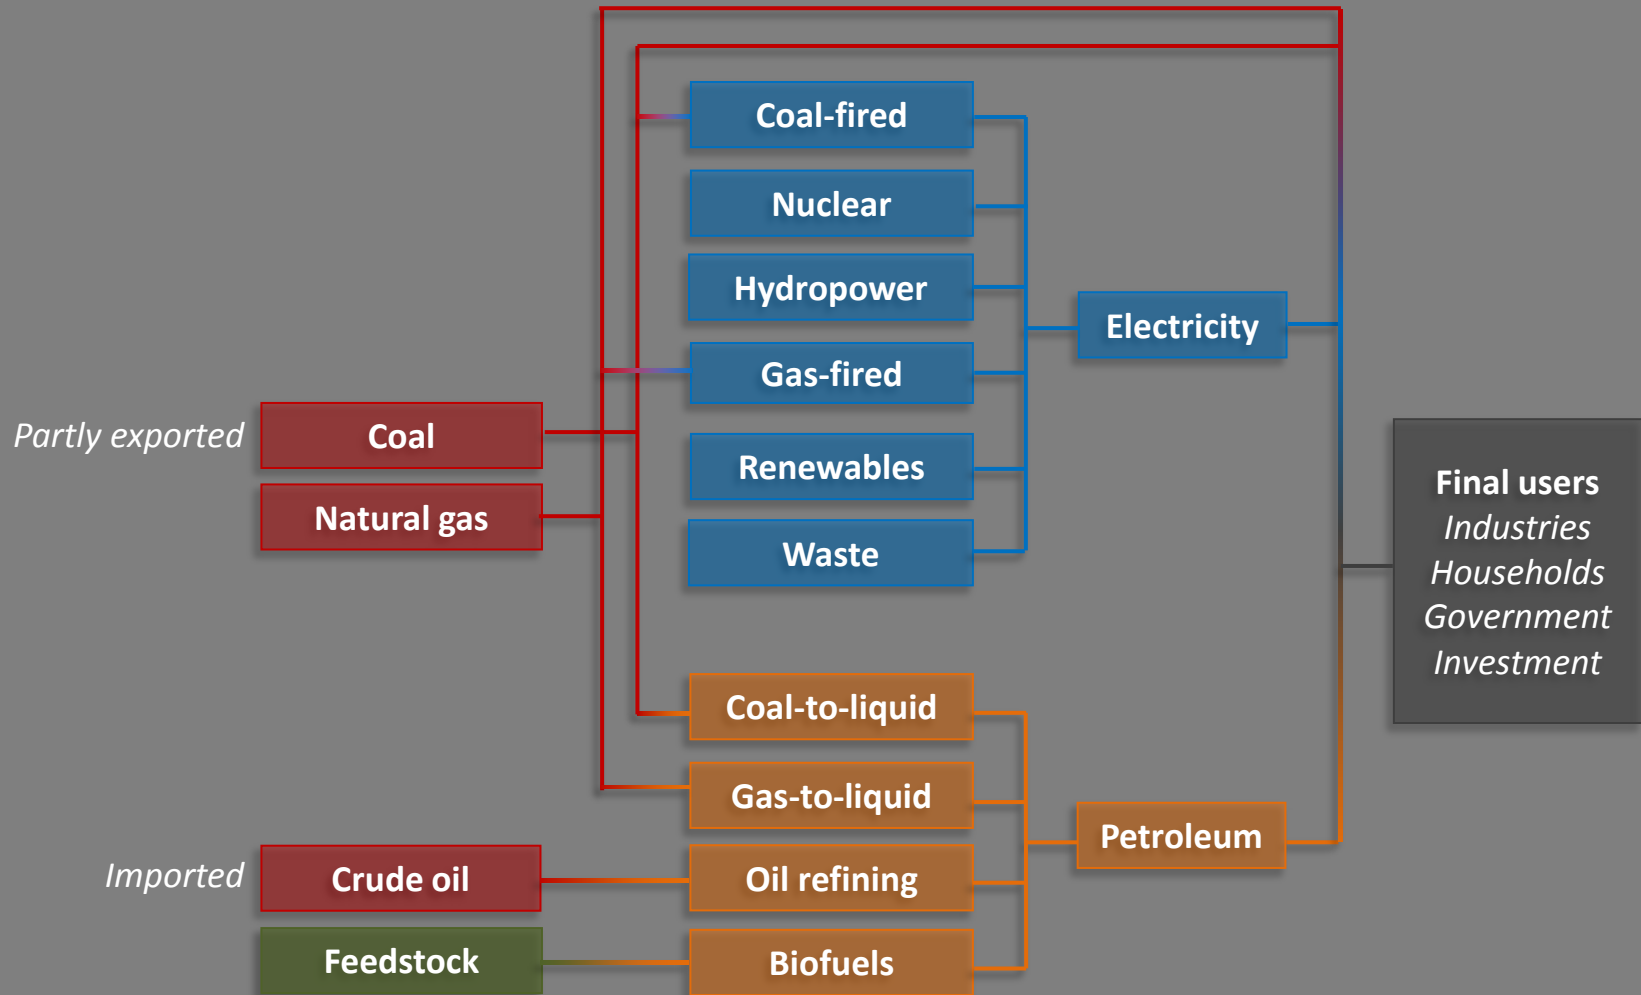 Coal-fired
Nuclear
Hydropower
Electricity
Gas-fired
Partly exported
Coal
Renewables
Natural gas
Waste
Final users
Industries
Households
Government
Investment
Coal-to-liquid
Gas-to-liquid
Petroleum
Imported
Crude oil
Oil refining
Feedstock
Biofuels